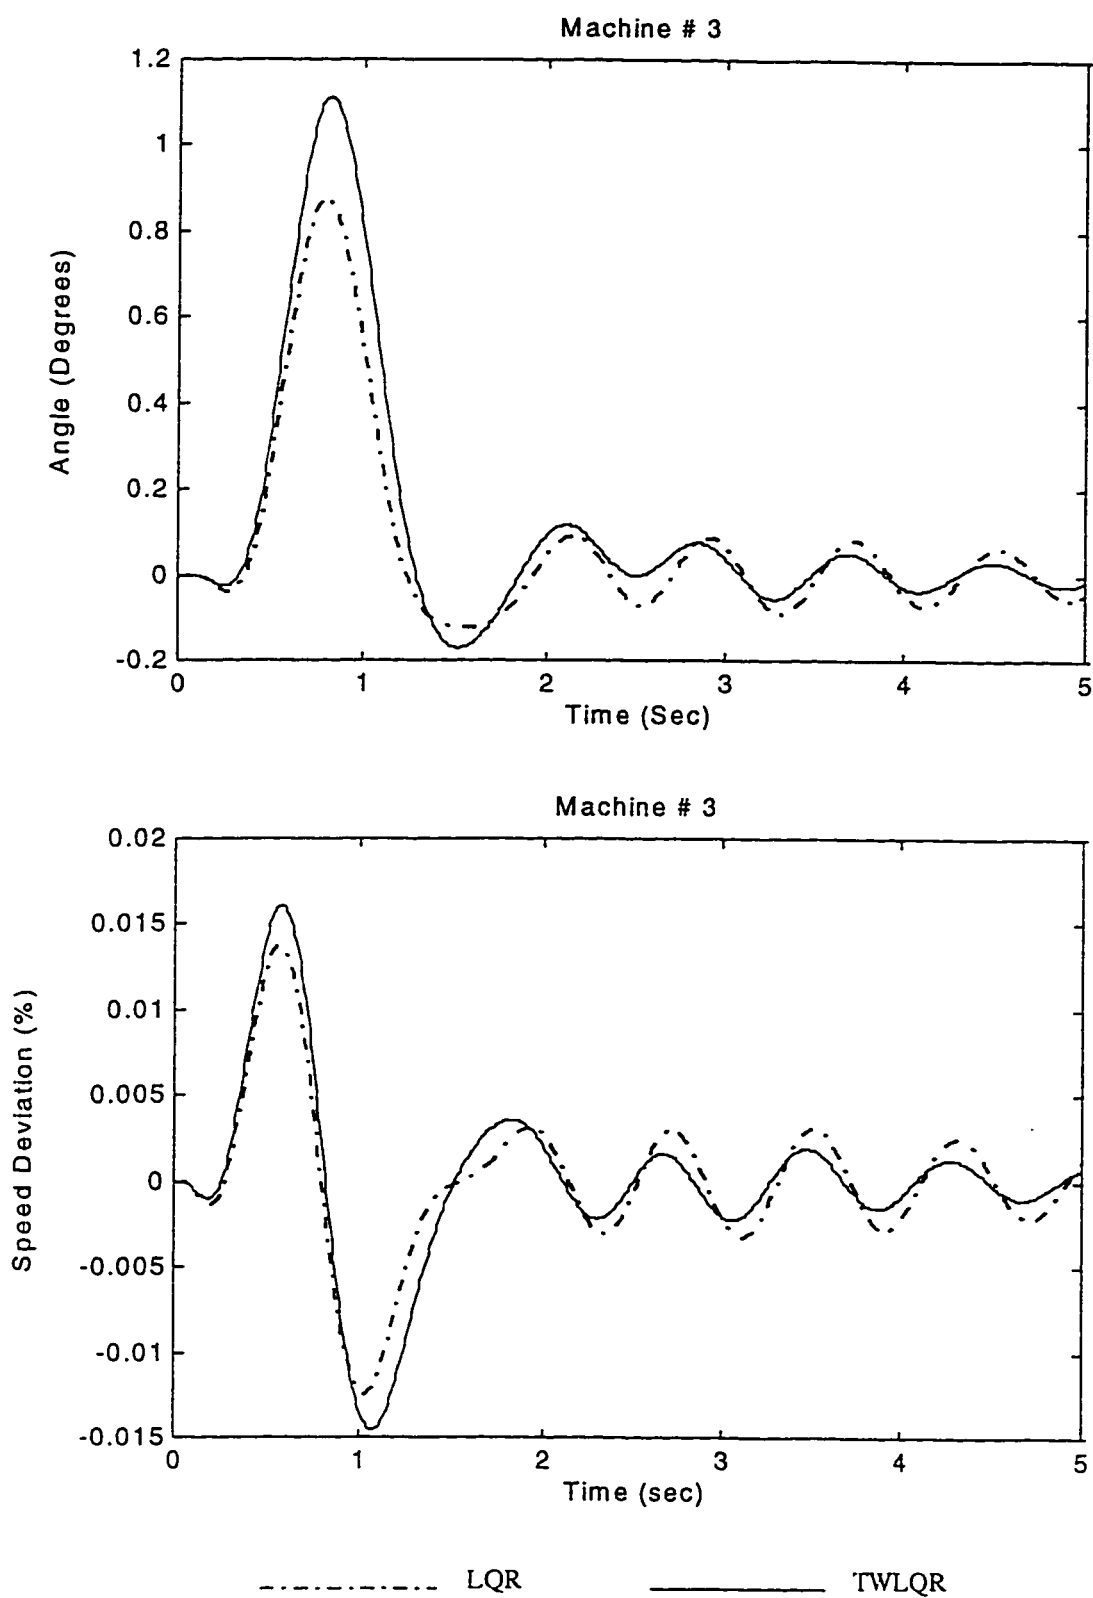 Machine # 3
1.2
1
0.8
0.6
0.4
0.2
0
-0.2
Angle (Degrees)
0 1 2 3 4 5
Time (Sec)
Machine # 3
0.02
0.015
0.01
0.005
0
-0.005
-0.01
-0.015
Speed Deviation (%)
0 1 2 3 4 5
Time (sec)
LQR TWLQR